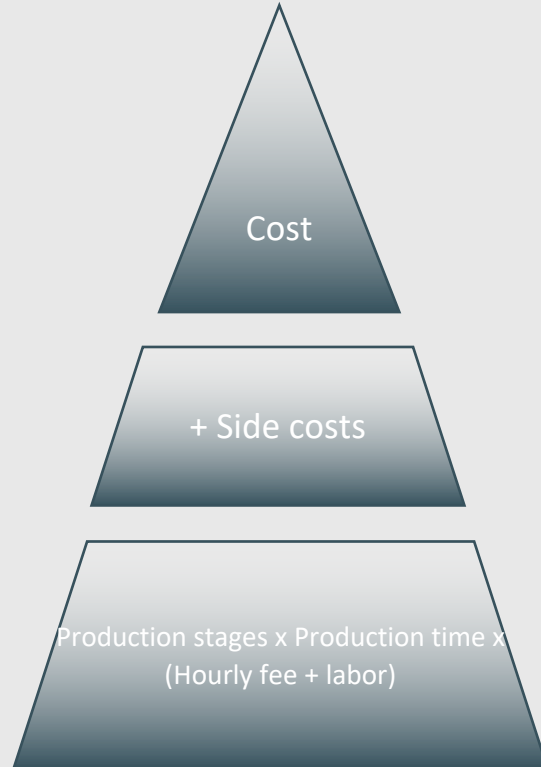 Cost
+ Side costs
Production stages x Production time x
(Hourly fee + labor)